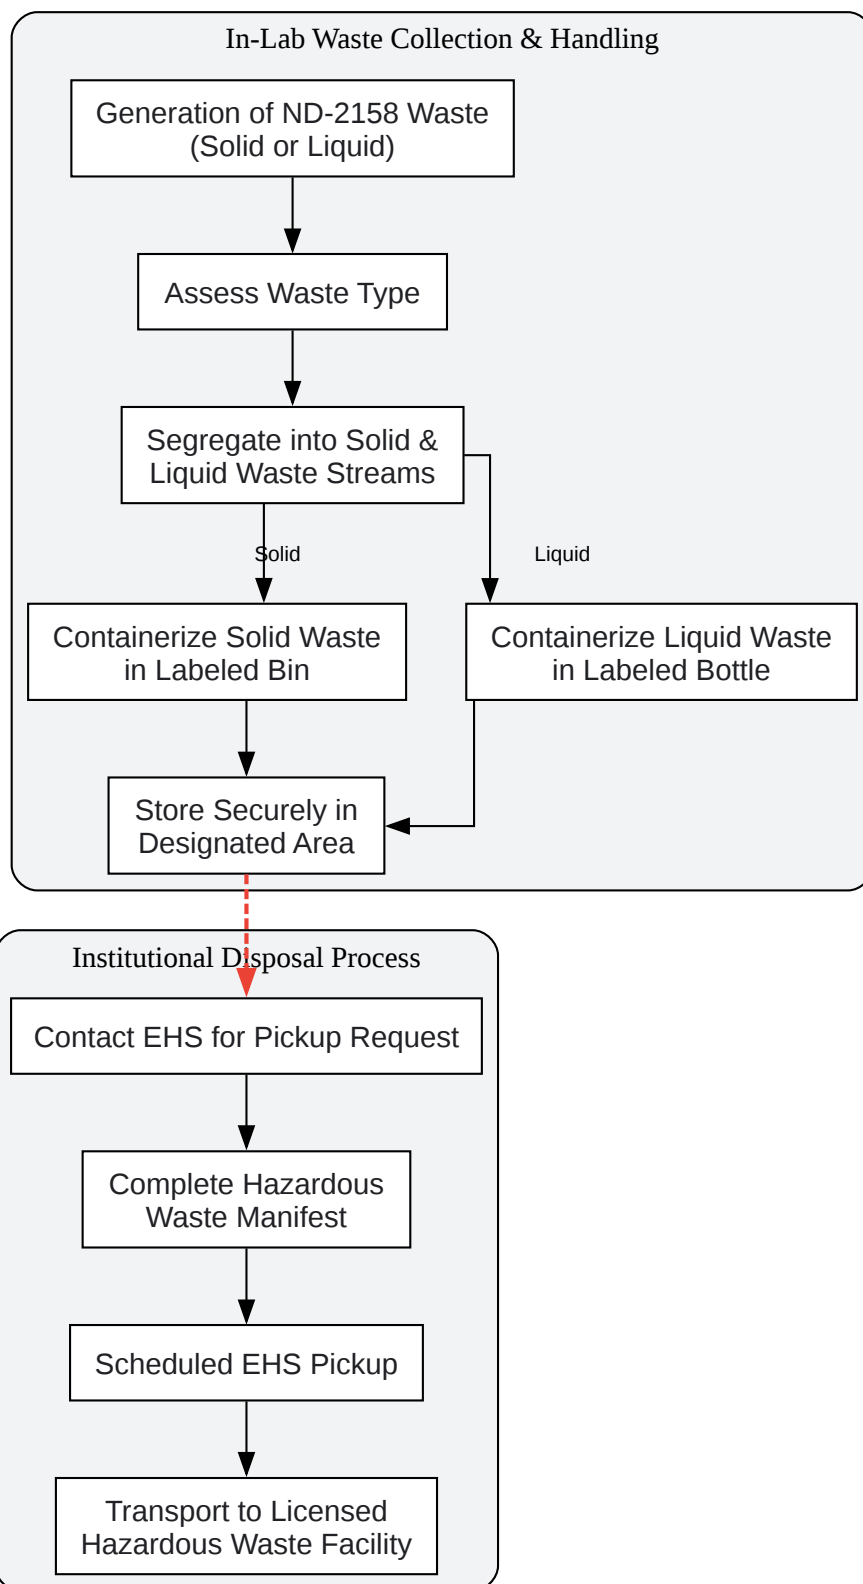 In-Lab Waste Collection & Handling
Generation of ND-2158 Waste
(Solid or Liquid)
Assess Waste Type
Segregate into Solid &
Liquid Waste Streams
Solid
Liquid
Containerize Solid Waste
in Labeled Bin
Containerize Liquid Waste
in Labeled Bottle
Store Securely in
Designated Area
Institutional Disposal Process
Contact EHS for Pickup Request
Complete Hazardous
Waste Manifest
Scheduled EHS Pickup
Transport to Licensed
Hazardous Waste Facility